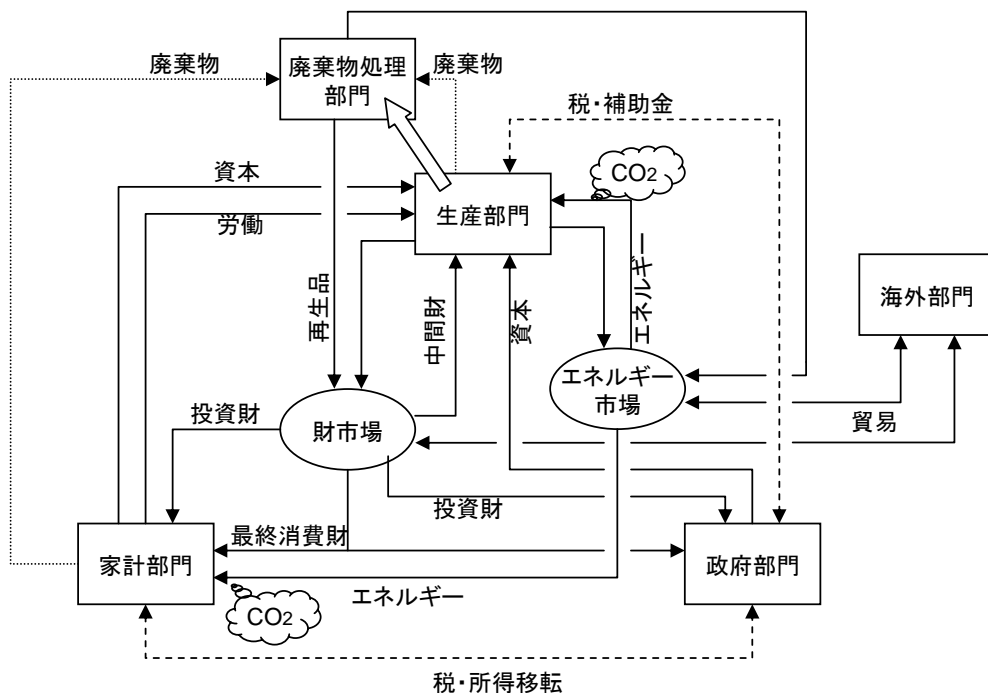 廃棄物
廃棄物処理
部門
廃棄物
税・補助金
CO2
資本
労働
生産部門
エネルギー
海外部門
再生品
中間財
資本
エネルギー
市場
投資財
財市場
貿易
投資財
最終消費財
家計部門
政府部門
エネルギー
CO2
税・所得移転